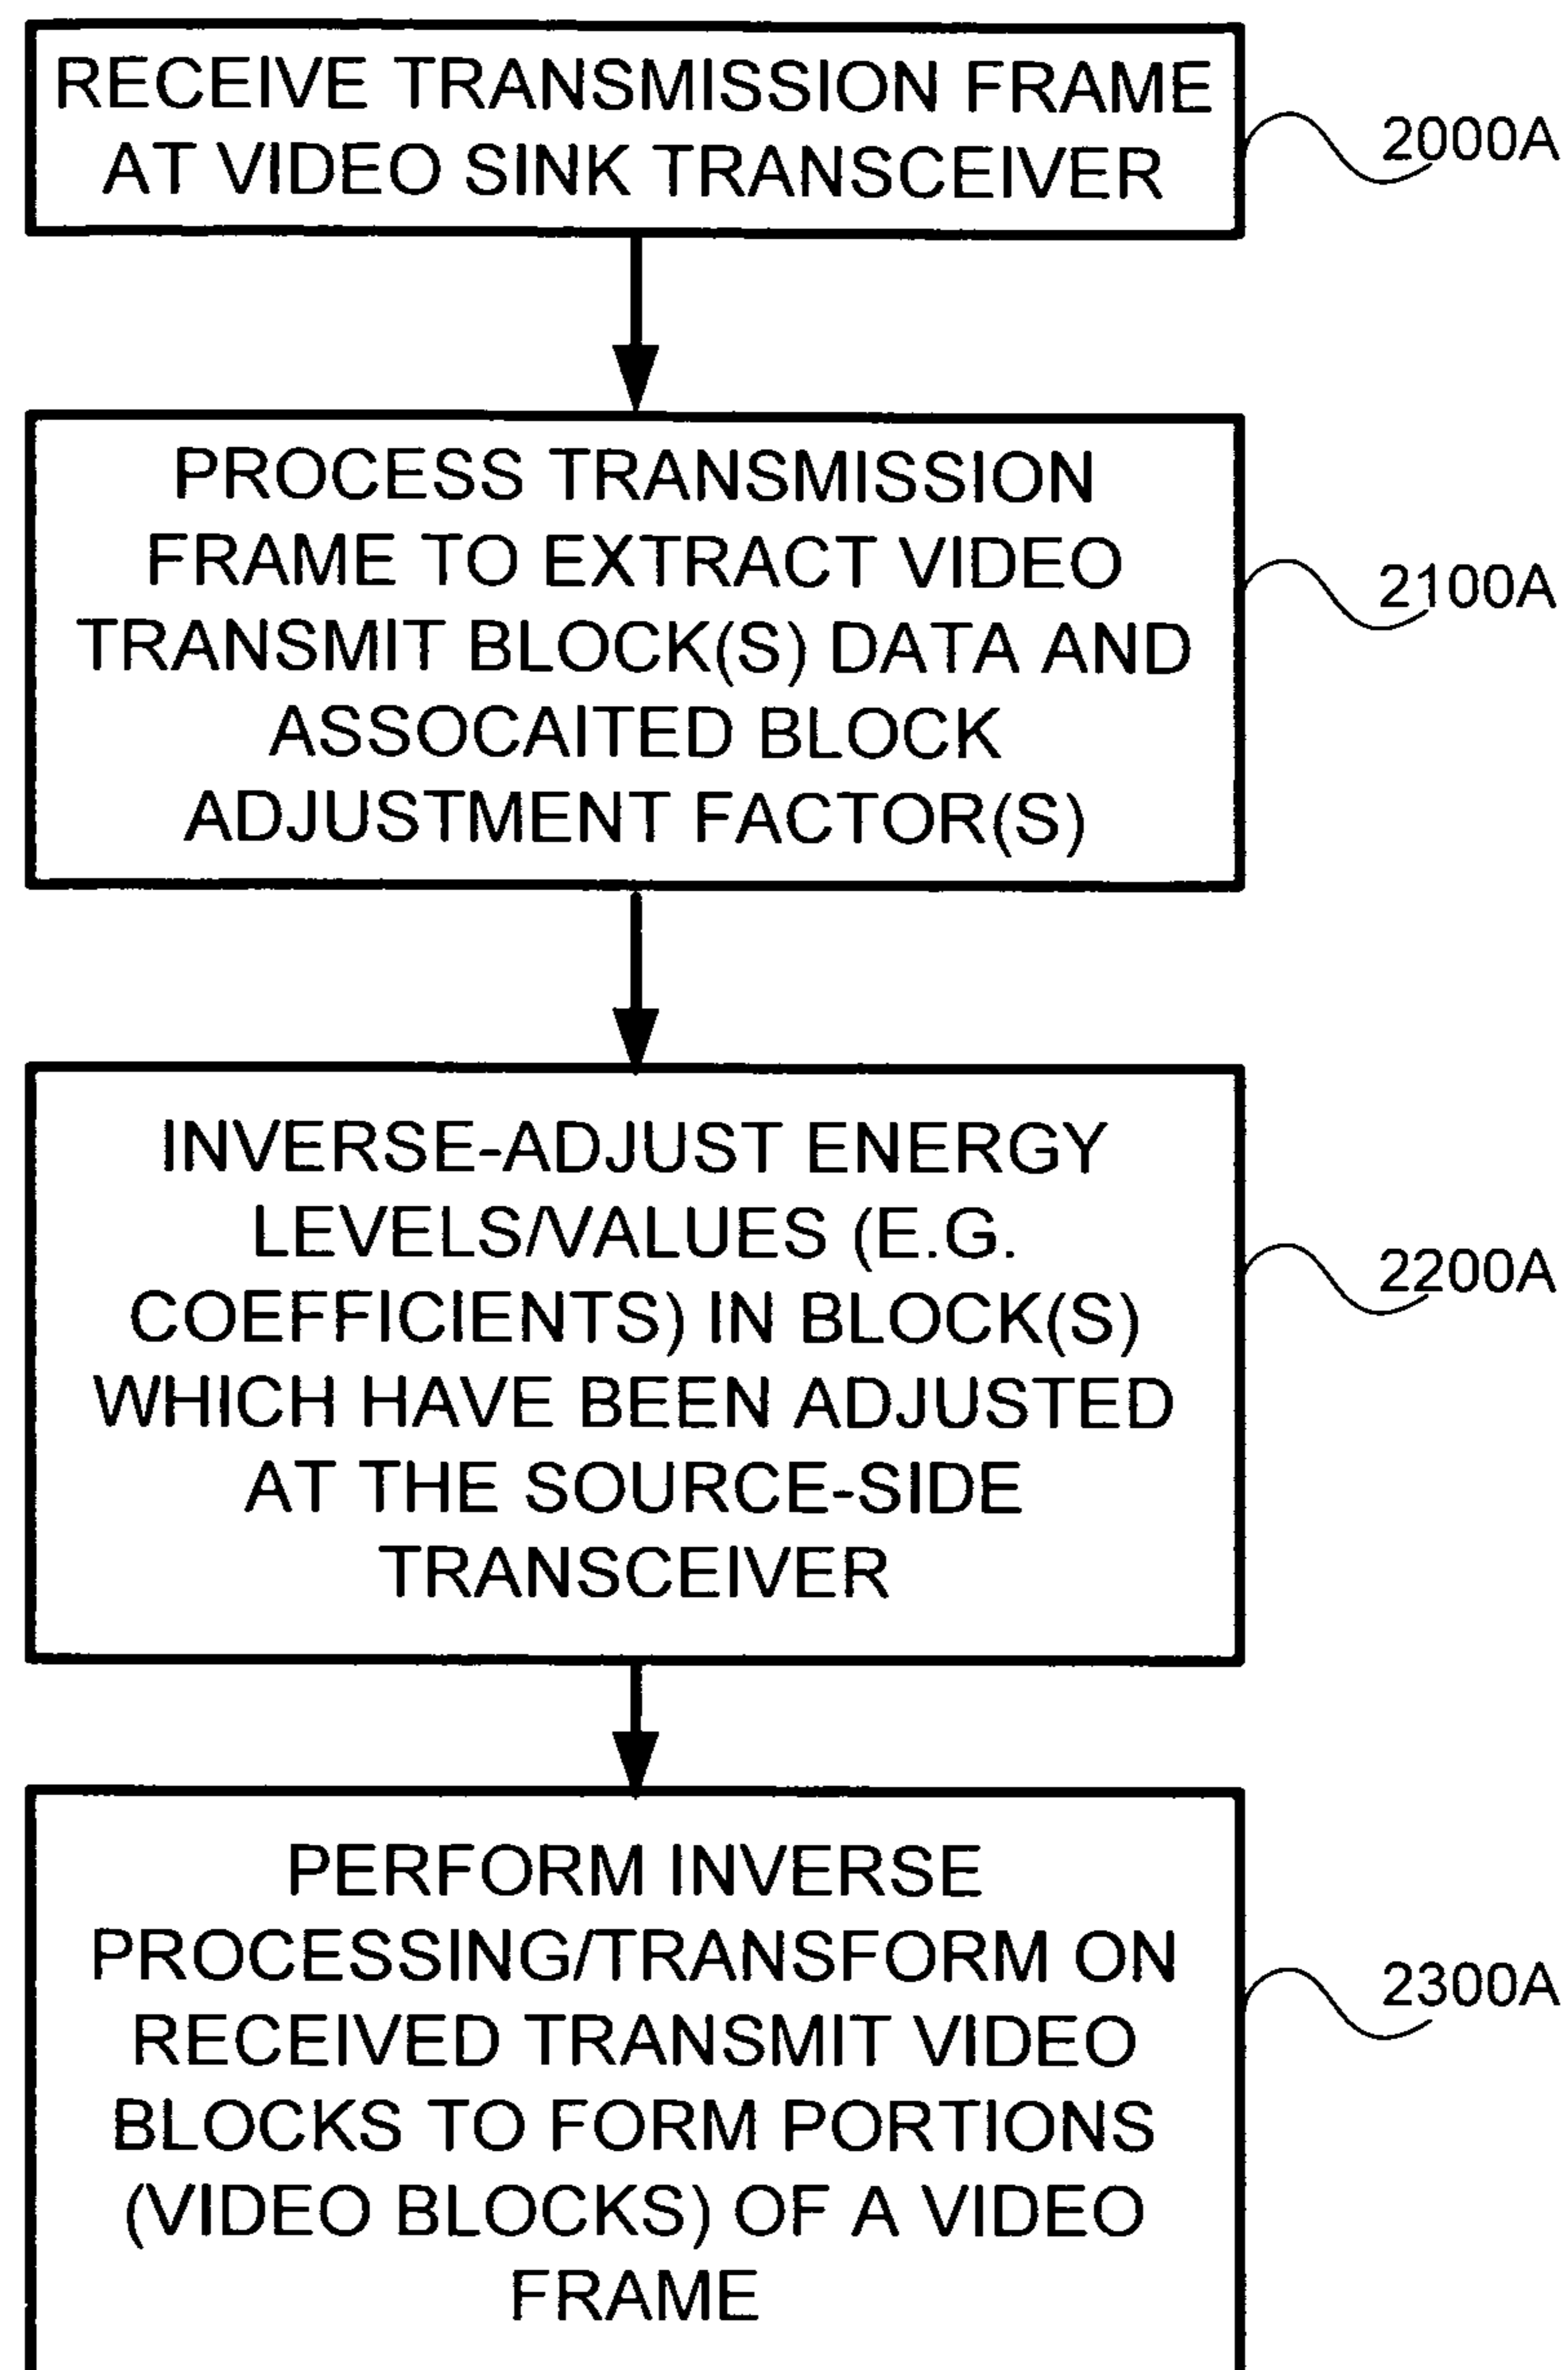 RECEIVE TRANSMISSION FRAME
AT VIDEO SINK TRANSCEIVER
2000A
PROCESS TRANSMISSION
FRAME TO EXTRACT VIDEO
TRANSMIT BLOCK(S) DATA AND
ASSOCAITED BLOCK
ADJUSTMENT FACTOR(S)
2100A
INVERSE-ADJUST ENERGY
LEVELS/VALUES (E.G.
COEFFICIENTS) IN BLOCK(S)
WHICH HAVE BEEN ADJUSTED
AT THE SOURCE-SIDE
TRANSCEIVER
2200A
PERFORM INVERSE
PROCESSING/TRANSFORM ON
RECEIVED TRANSMIT VIDEO
BLOCKS TO FORM PORTIONS
(VIDEO BLOCKS) OF A VIDEO
FRAME
2300A